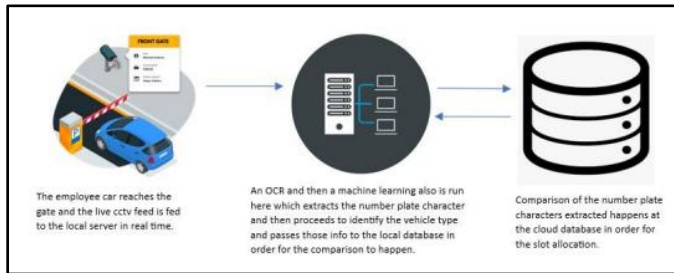 FRONT GATE
The employee car reaches the
gate and the live cctv feed is fed
to the local server in real time.
An OCR and then a machine learning also is run
here which extracts the number plate character
and then proceeds to identify the vehicle type
and passes those info to the local database in
order for the comparison to happen.
Comparison of the number plate
characters extracted happens at
the cloud database in order for
the slot allocation.